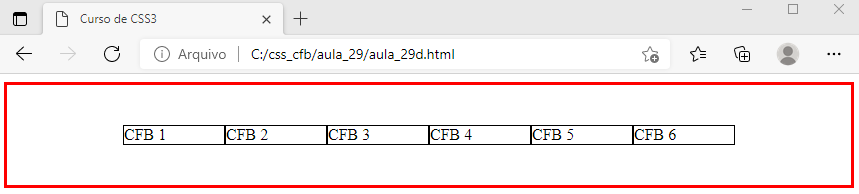 Curso de CSS3
Arquivo C:/css_cfb/aula_29/aula_29d.html
CFB 1 CFB 2 CFB 3 CFB 4 CFB 5 CFB 6